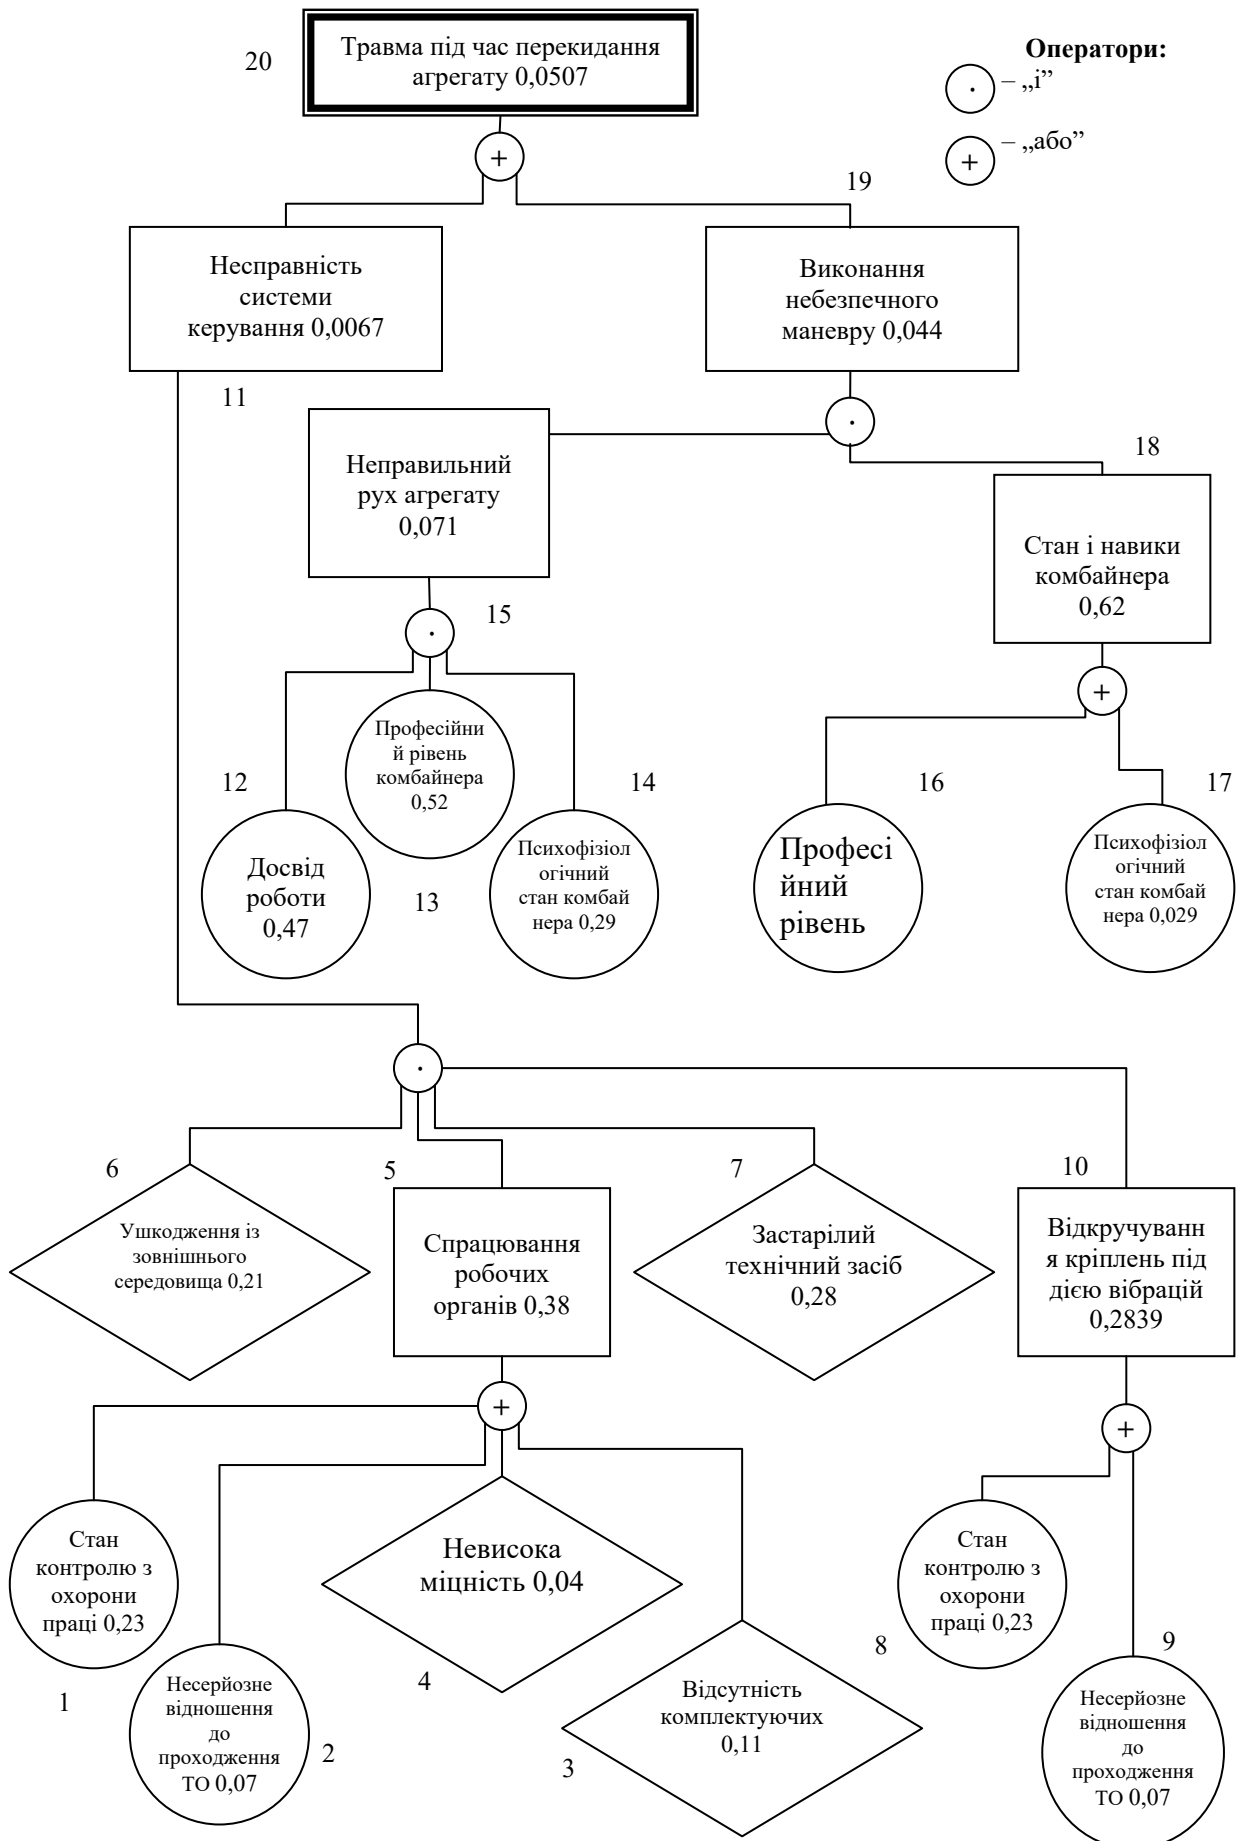 20
Травма під час перекидання
агрегату 0,0507
Оператори:
· – „і”
+ – „або”
+
19
Несправність
системи
керування 0,0067
Виконання
небезпечного
маневру 0,044
11
·
Неправильний
рух агрегату
0,071
18
Стан і навики
комбайнера
0,62
15
·
+
12
Професійни
й рівень
комбайнера
0,52
14
16
17
Досвід
роботи
0,47
13
Психофізіол
огічний
стан комбай
нера 0,29
Професі
йний
рівень
Психофізіол
огічний
стан комбай
нера 0,029
·
6
5
7
10
Ушкодження із
зовнішнього
середовища 0,21
Спрацювання
робочих
органів 0,38
Застарілий
технічний засіб
0,28
Відкручуванн
я кріплень під
дією вібрацій
0,2839
+
+
Стан
контролю з
охорони
праці 0,23
Невисока
міцність 0,04
Стан
контролю з
охорони
праці 0,23
1
Несерйозне
відношення
до
проходження
ТО 0,07
2
4
Відсутність
комплектуючих
0,11
3
8
9
Несерйозне
відношення
до
проходження
ТО 0,07